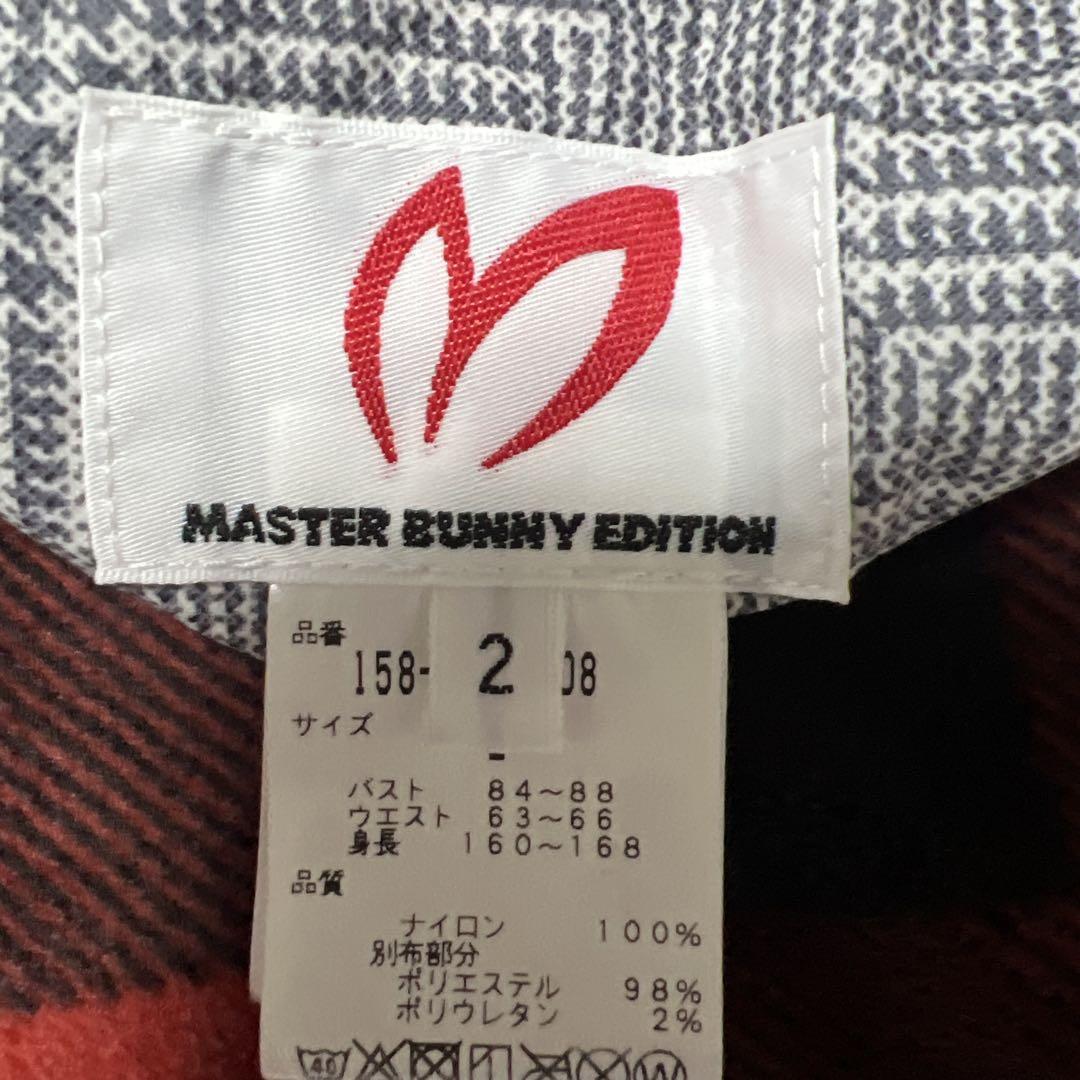 MASTER BUNNY EDITION
品番
158- 2 08
サイズ
バスト 84～88
ウエスト 63～66
身長 160～168
品質
ナイロン 100%
別布部分
ポリエステル 98%
ポリウレタン 2%
40